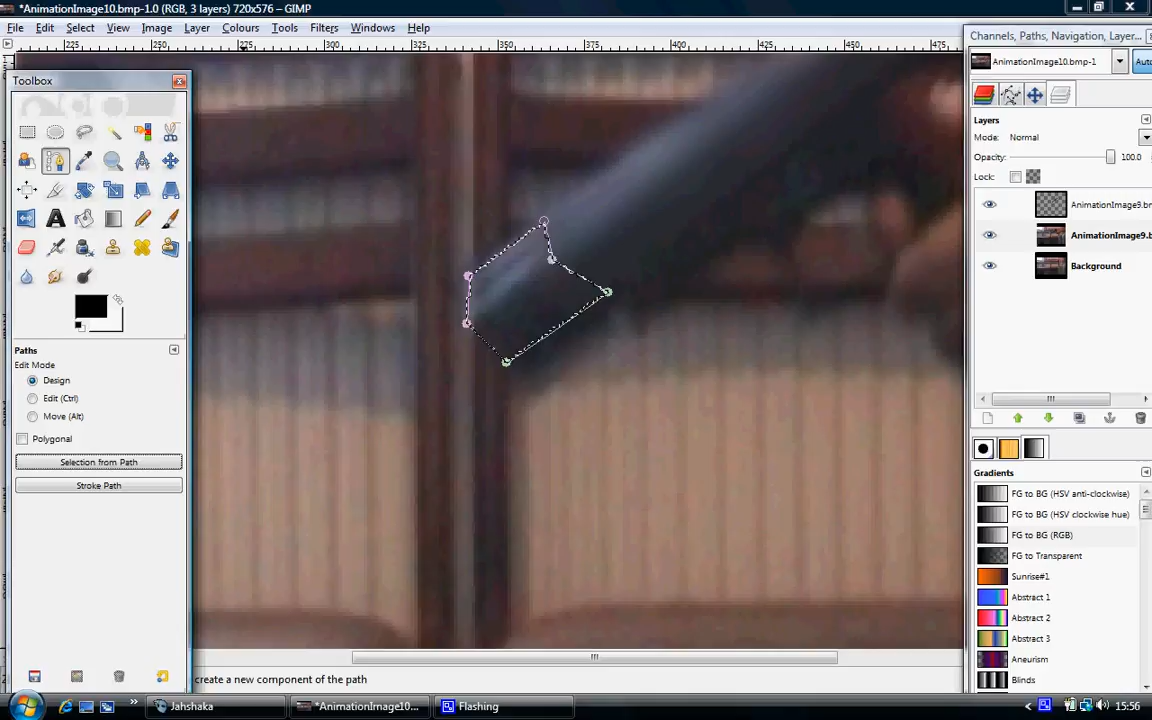 *AnimationImage10.bmp-1.0 (RGB, 3 layers) 720x576 – GIMP
File Edit Select View Image Layer Colours Tools Filters Windows Help
225 250 275 300 325 350 375 400 425 450 475
Toolbox
Paths
Edit Mode
Design
Edit (Ctrl)
Move (Alt)
Polygonal
Selection from Path
Stroke Path
create a new component of the path
Channels, Paths, Navigation, Layer...
AnimationImage10.bmp-1
Auto
Layers
Mode: Normal
Opacity: 100.0
Lock:
AnimationImage9.br
AnimationImage9.b
Background
Gradients
FG to BG (HSV anti-clockwise)
FG to BG (HSV clockwise hue)
FG to BG (RGB)
FG to Transparent
Sunrise#1
Abstract 1
Abstract 2
Abstract 3
Aneurism
Blinds
Jahshaka
*AnimationImage10...
Flashing
15:56